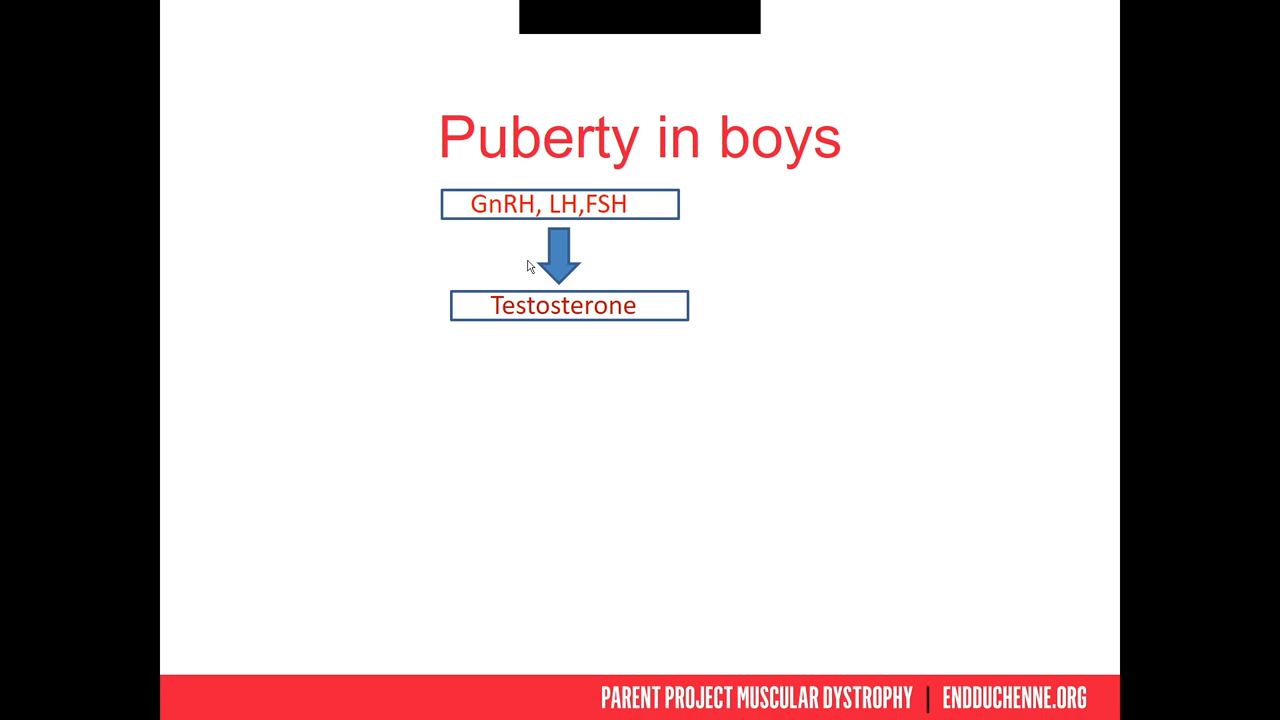 Puberty in boys
GnRH, LH,FSH
Testosterone
PARENT PROJECT MUSCULAR DYSTROPHY | ENDDUCHENNE.ORG